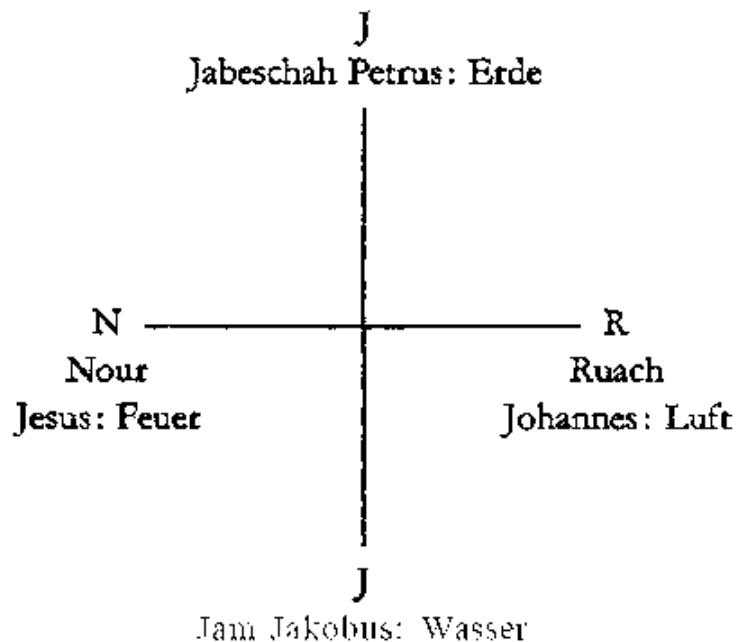 J
Jabeschah Petrus: Erde
N
R
Nour
Ruach
Jesus: Feuer
Johannes: Luft
J
Jam Jakobus: Wasser